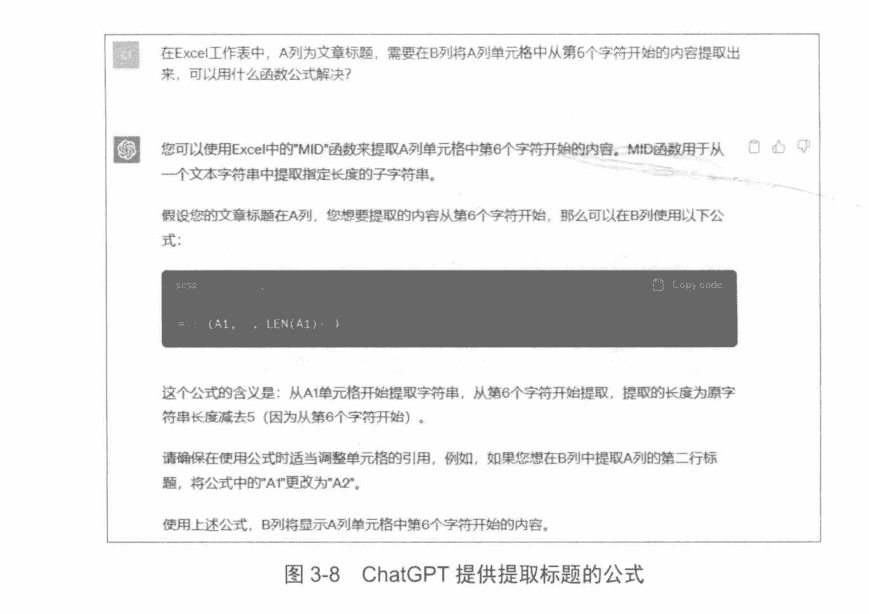 在Excel工作表中，A列为文章标题，需要在B列将A列单元格中从第6个字符开始的内容提取出
来，可以用什么函数公式解决？
您可以使用Excel中的"MID"函数来提取A列单元格中第6个字符开始的内容。MID函数用于从
一个文本字符串中提取指定长度的子字符串。
假设您的文章标题在A列，您想要提取的内容从第6个字符开始，那么可以在B列使用以下公
式：
scss
Copy code
(A1, , LEN(A1) )
这个公式的含义是：从A1单元格开始提取字符串，从第6个字符开始提取，提取的长度为原字
符串长度减去5（因为从第6个字符开始）。
请确保在使用公式时适当调整单元格的引用，例如，如果您想在B列中提取A列的第二行标
题，将公式中的"A1"更改为"A2"。
使用上述公式，B列将显示A列单元格中第6个字符开始的内容。
图 3-8 ChatGPT 提供提取标题的公式